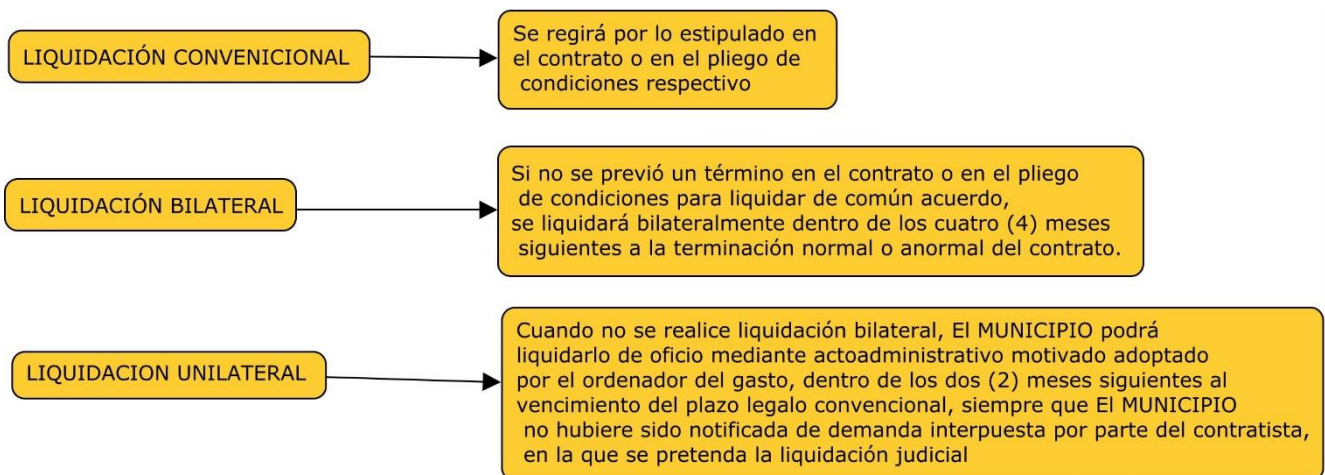 LIQUIDACIÓN CONVENICIONAL
Se regirá por lo estipulado en
el contrato o en el pliego de
condiciones respectivo
LIQUIDACIÓN BILATERAL
Si no se previó un término en el contrato o en el pliego
de condiciones para liquidar de común acuerdo,
se liquidará bilateralmente dentro de los cuatro (4) meses
siguientes a la terminación normal o anormal del contrato.
LIQUIDACION UNILATERAL
Cuando no se realice liquidación bilateral, El MUNICIPIO podrá
liquidarlo de oficio mediante actoadministrativo motivado adoptado
por el ordenador del gasto, dentro de los dos (2) meses siguientes al
vencimiento del plazo legalo convencional, siempre que El MUNICIPIO
no hubiere sido notificada de demanda interpuesta por parte del contratista,
en la que se pretenda la liquidación judicial